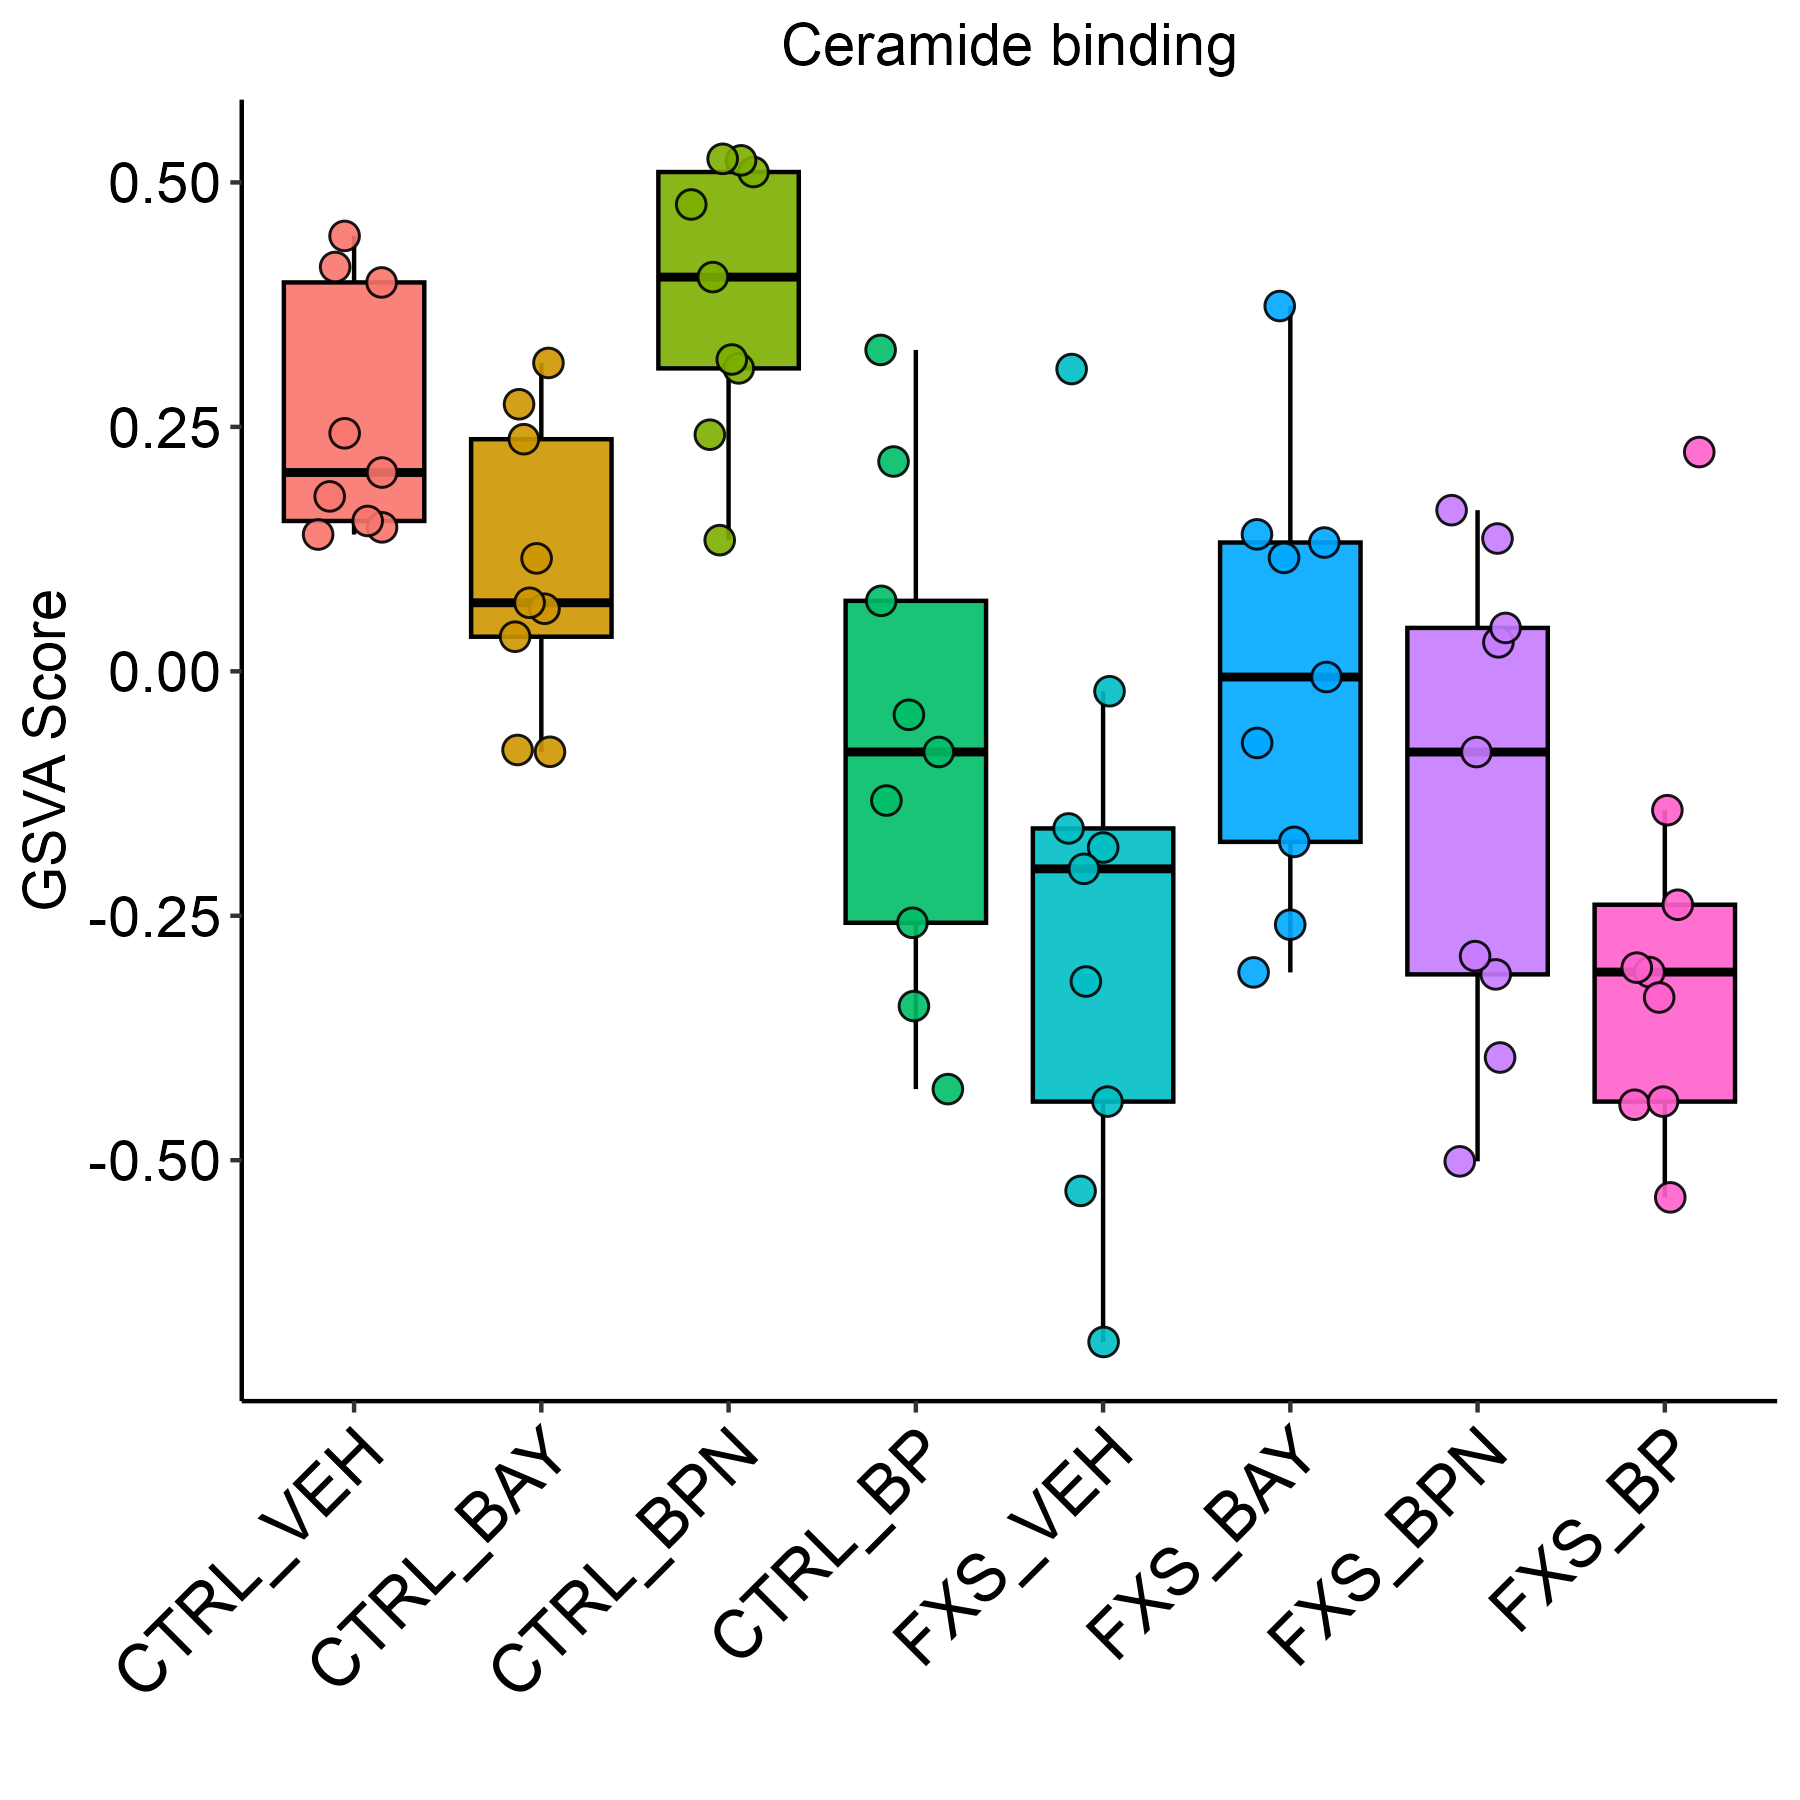 Ceramide binding
GSVA Score
0.50
0.25
0.00
-0.25
-0.50
CTRL_VEH
CTRL_BAY
CTRL_BPN
CTRL_BP
FXS_VEH
FXS_BAY
FXS_BPN
FXS_BP